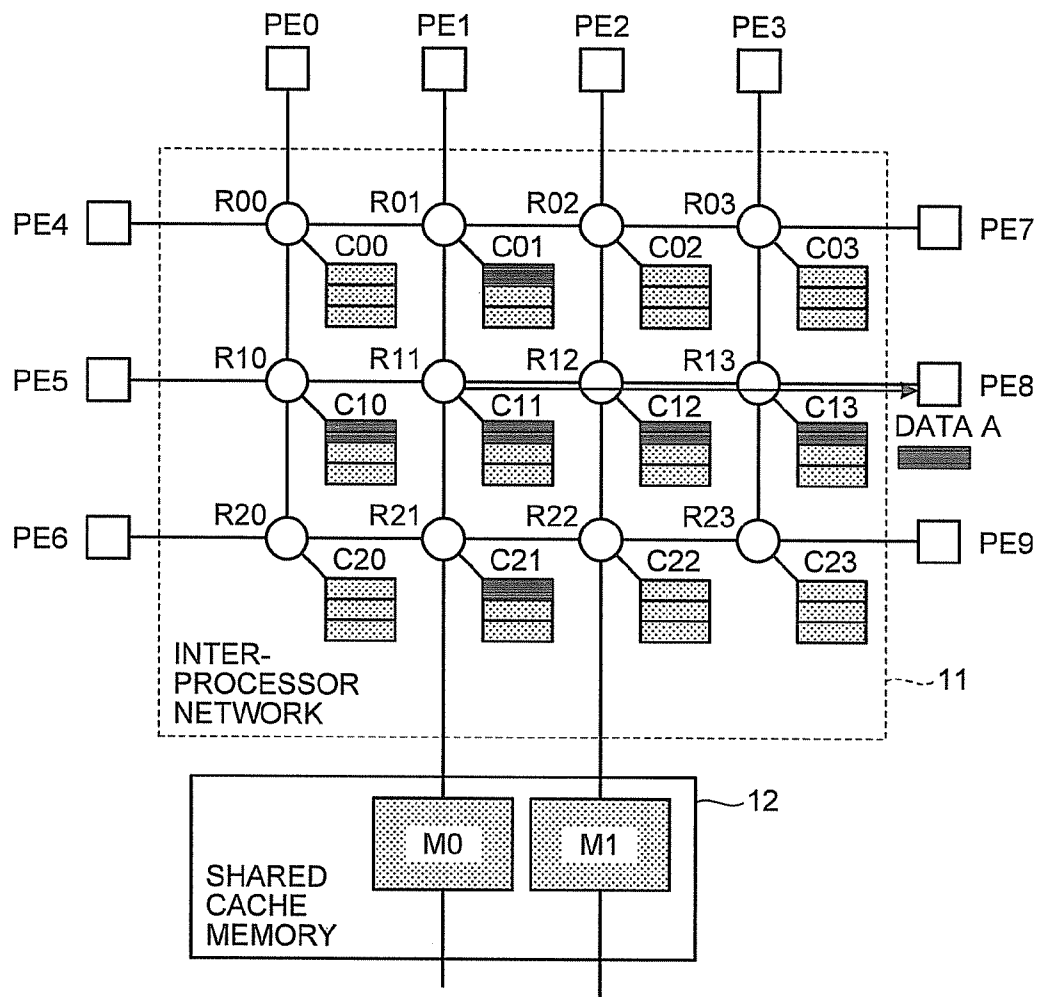 PE0 PE1 PE2 PE3
PE4 R00 R01 R02 R03 PE7
C00 C01 C02 C03
PE5 R10 R11 R12 R13 PE8
C10 C11 C12 C13 DATA A
PE6 R20 R21 R22 R23 PE9
C20 C21 C22 C23
INTER-
PROCESSOR
NETWORK
11
12
M0 M1
SHARED
CACHE
MEMORY